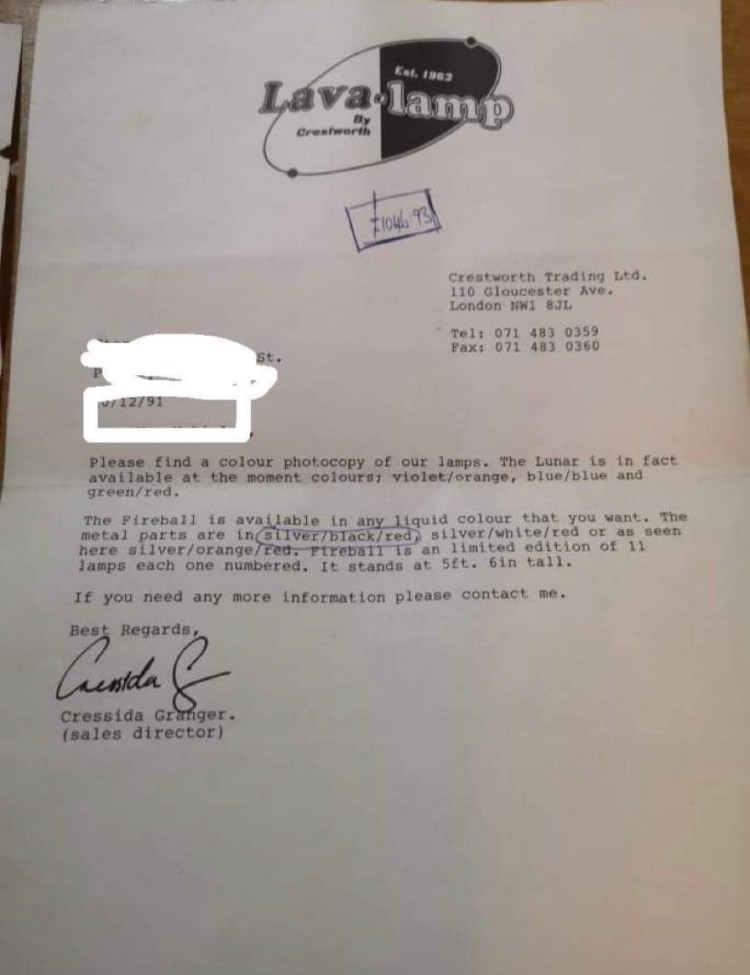 Est. 1963
Lava-lamp
By
Crestworth
£1046.93
Crestworth Trading Ltd.
110 Gloucester Ave.
London NW1 8JL
Tel: 071 483 0359
Fax: 071 483 0360
St.
/12/91
Please find a colour photocopy of our lamps. The Lunar is in fact
available at the moment colours; violet/orange, blue/blue and
green/red.
The Fireball is available in any liquid colour that you want. The
metal parts are in silver/black/red, silver/white/red or as seen
here silver/orange/red. Fireball is an limited edition of 11
lamps each one numbered. It stands at 5ft. 6in tall.
If you need any more information please contact me.
Best Regards,
Cressida G
Cressida Granger.
(sales director)